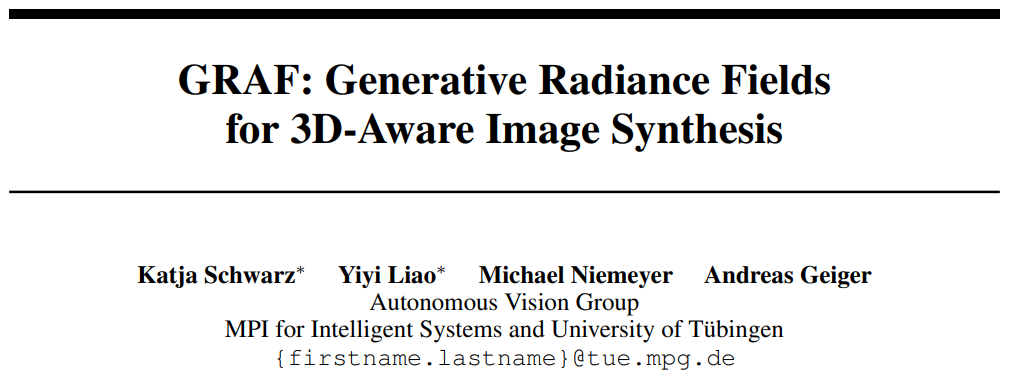 GRAF: Generative Radiance Fields
for 3D-Aware Image Synthesis
Katja Schwarz* Yiyi Liao* Michael Niemeyer Andreas Geiger
Autonomous Vision Group
MPI for Intelligent Systems and University of Tübingen
{firstname.lastname}@tue.mpg.de